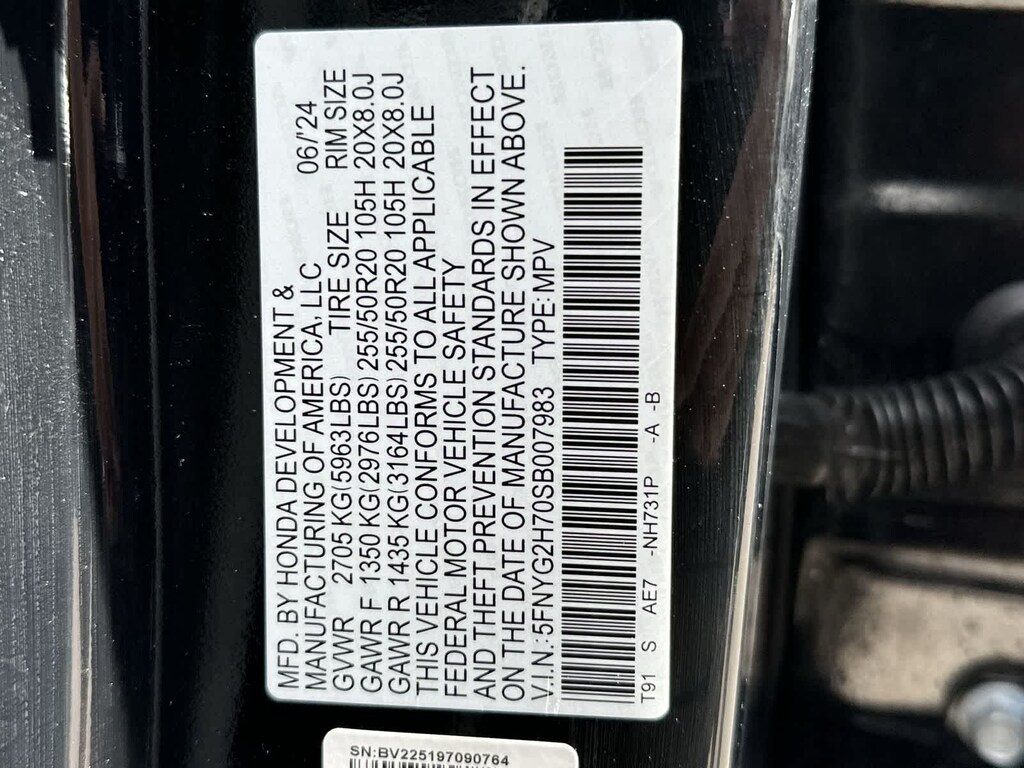 MFD. BY HONDA DEVELOPMENT &
MANUFACTURING OF AMERICA, LLC 06/'24
GVWR 2705 KG(5963LBS) TIRE SIZE RIM SIZE
GAWR F 1350 KG(2976LBS) 255/50R20 105H 20X8.0J
GAWR R 1435 KG(3164LBS) 255/50R20 105H 20X8.0J
THIS VEHICLE CONFORMS TO ALL APPLICABLE
FEDERAL MOTOR VEHICLE SAFETY
AND THEFT PREVENTION STANDARDS IN EFFECT
ON THE DATE OF MANUFACTURE SHOWN ABOVE.
V.I.N.: 5FNYG2H70SB007983 TYPE: MPV
T91 S AE7 -NH731P -A -B
SN:BV225197090764